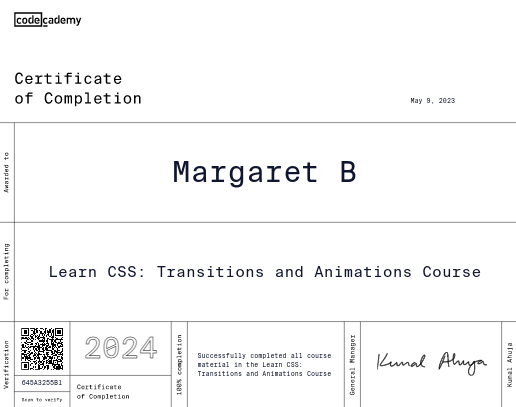 codecademy
Certificate
of Completion
May 9, 2023
Awarded to
Margaret B
For completing
Learn CSS: Transitions and Animations Course
Verification
645A3255B1
Scan to verify
2024
Certificate
of Completion
100% completion
Successfully completed all course
material in the Learn CSS:
Transitions and Animations Course
General Manager
Kunal Ahuja
Kunal Ahuja